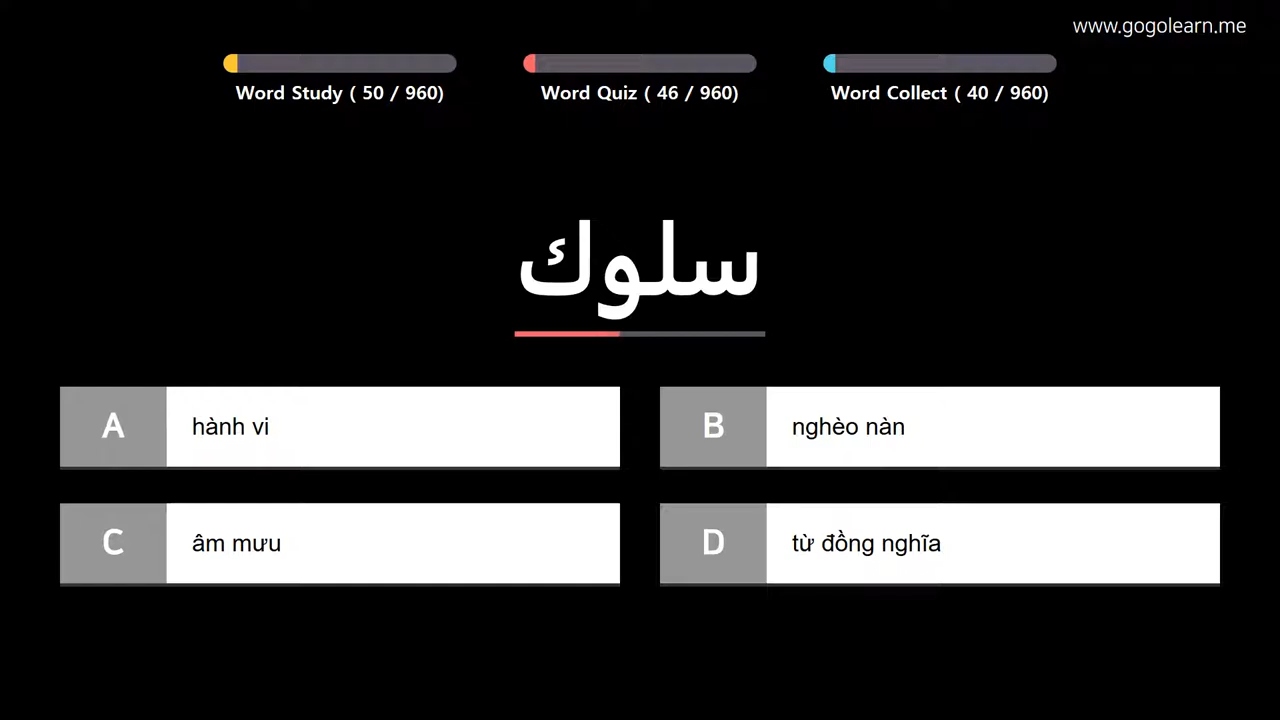 www.gogolearn.me
Word Study ( 50 / 960)
Word Quiz ( 46 / 960)
Word Collect ( 40 / 960)
سلوك
A
hành vi
B
nghèo nàn
C
âm mưu
D
từ đồng nghĩa